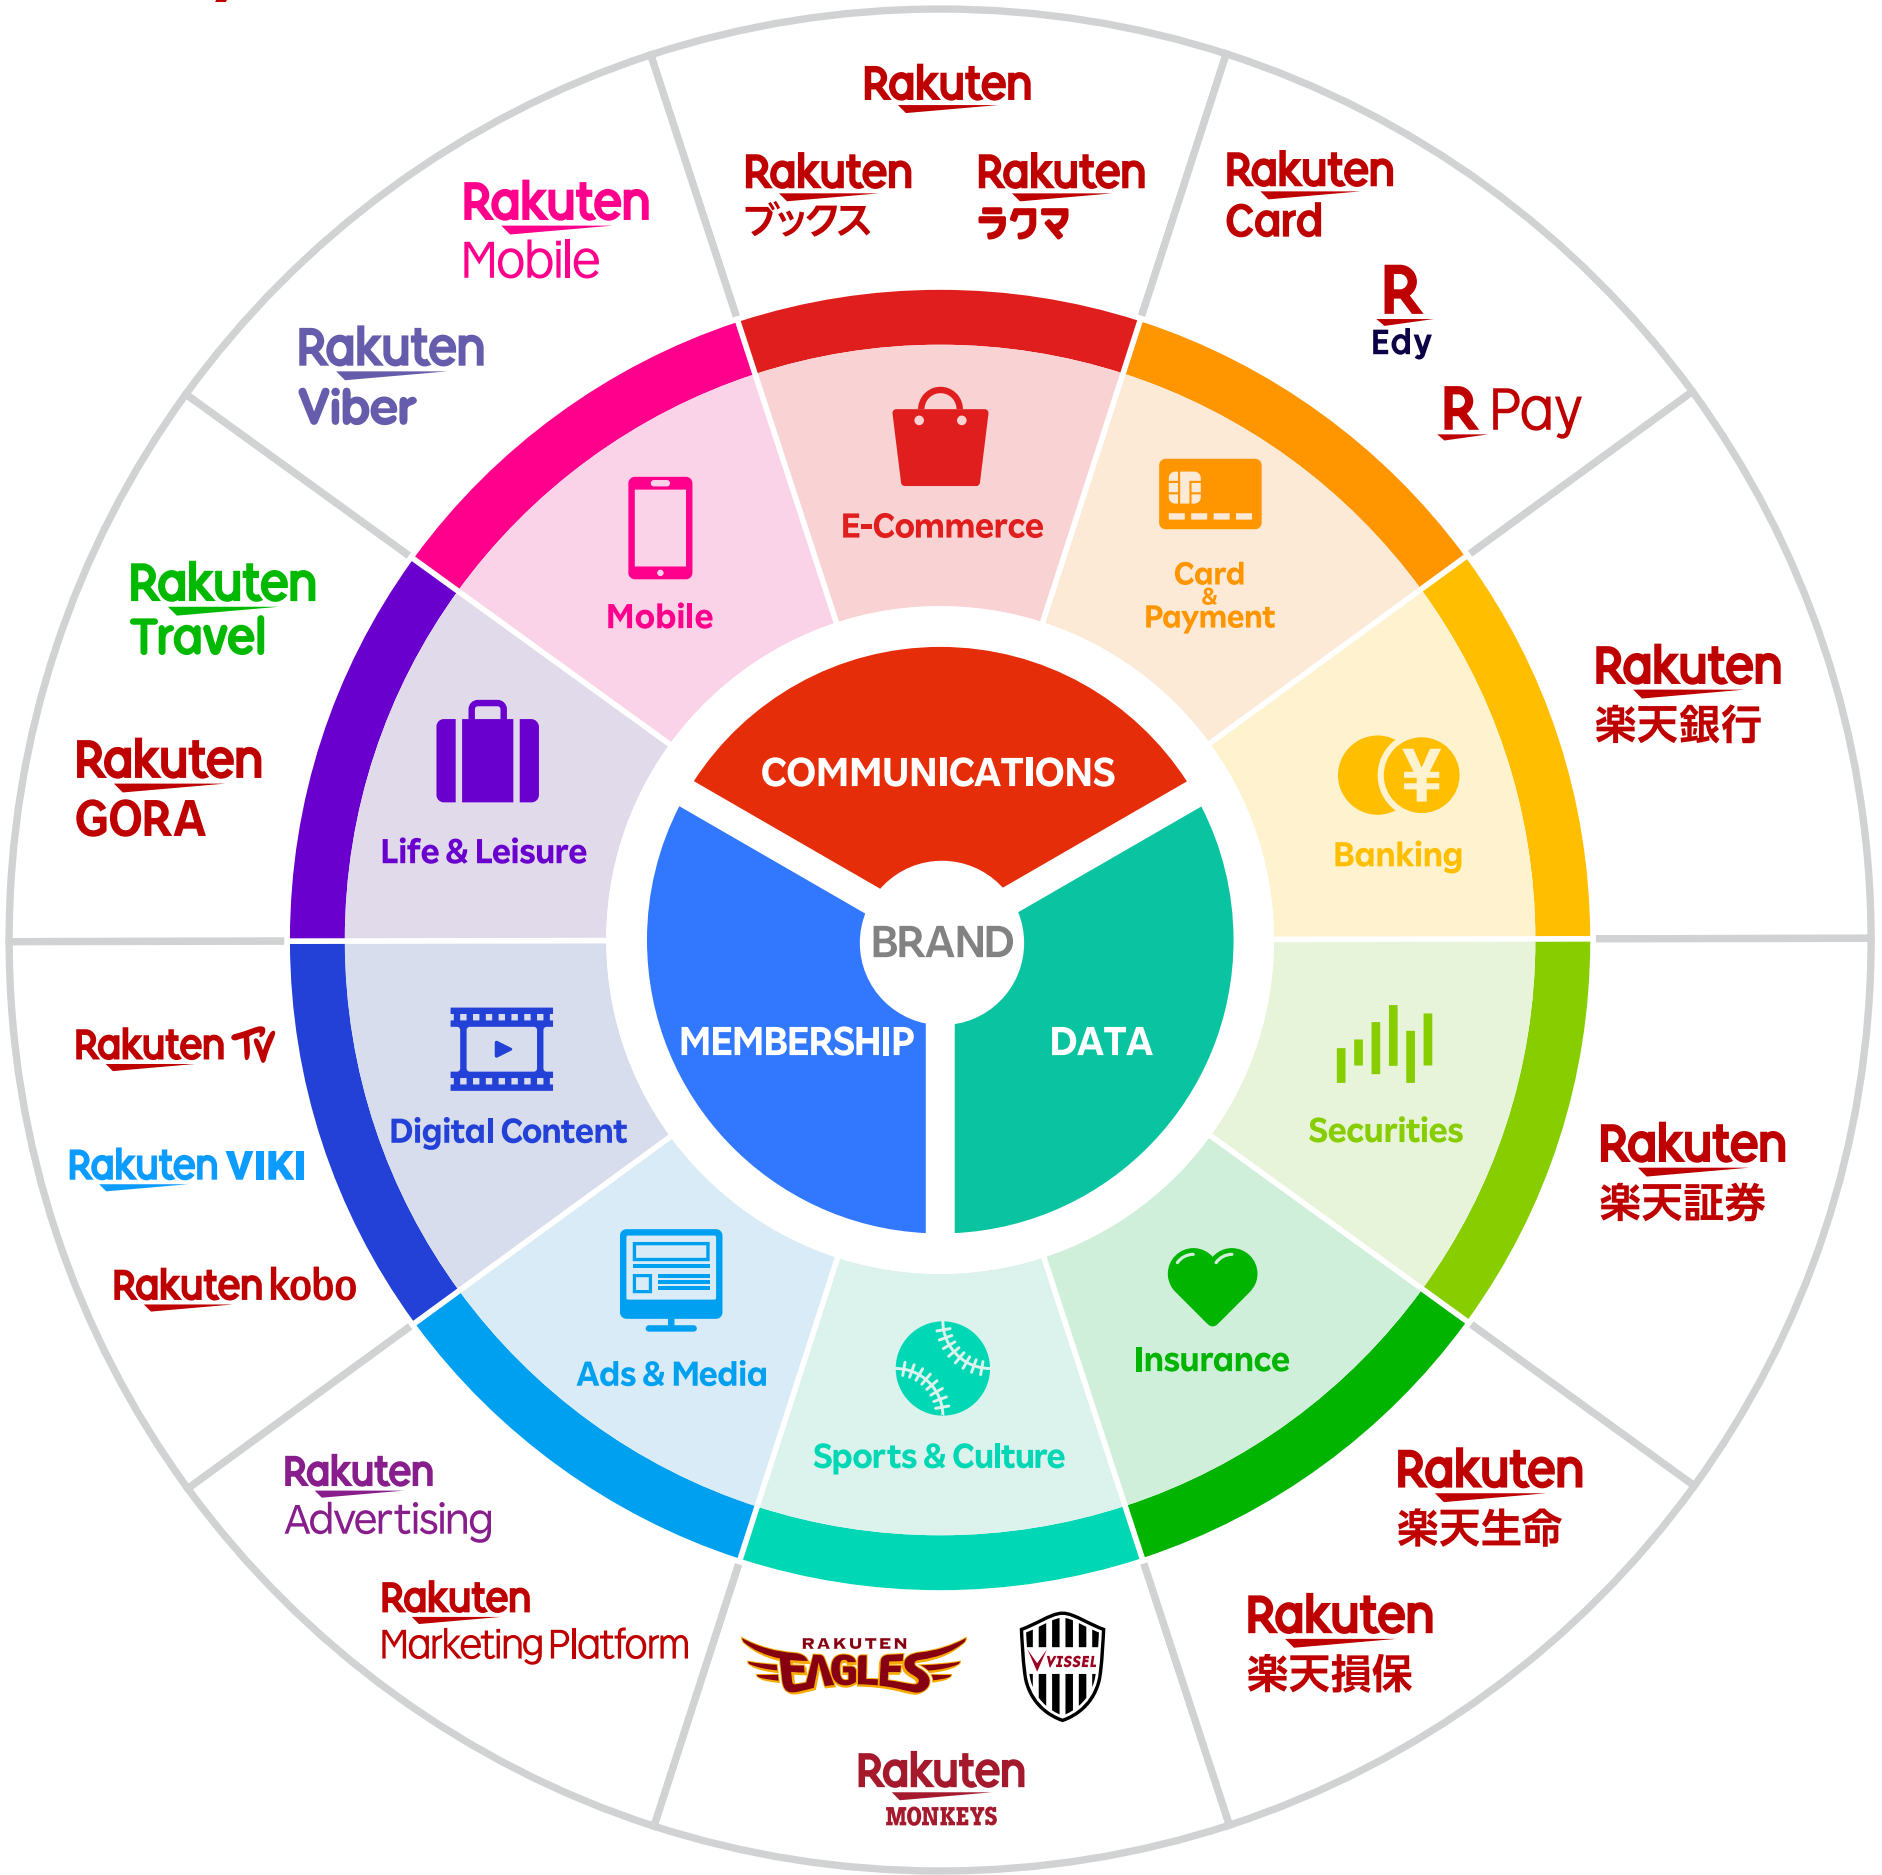 Rakuten
Rakuten
ブックス
Rakuten
ラクマ
Rakuten
Card
R
Edy
R Pay
Rakuten
楽天銀行
Rakuten
楽天証券
Rakuten
楽天生命
Rakuten
楽天損保
RAKUTEN
EAGLES
VISSEL
Rakuten
MONKEYS
Rakuten
Advertising
Rakuten
Marketing Platform
Rakuten TV
Rakuten VIKI
Rakuten kobo
Rakuten
Travel
Rakuten
GORA
Rakuten
Mobile
Rakuten
Viber
E-Commerce
Card
&
Payment
Banking
Securities
Insurance
Sports & Culture
Ads & Media
Digital Content
Life & Leisure
Mobile
COMMUNICATIONS
BRAND
MEMBERSHIP
DATA